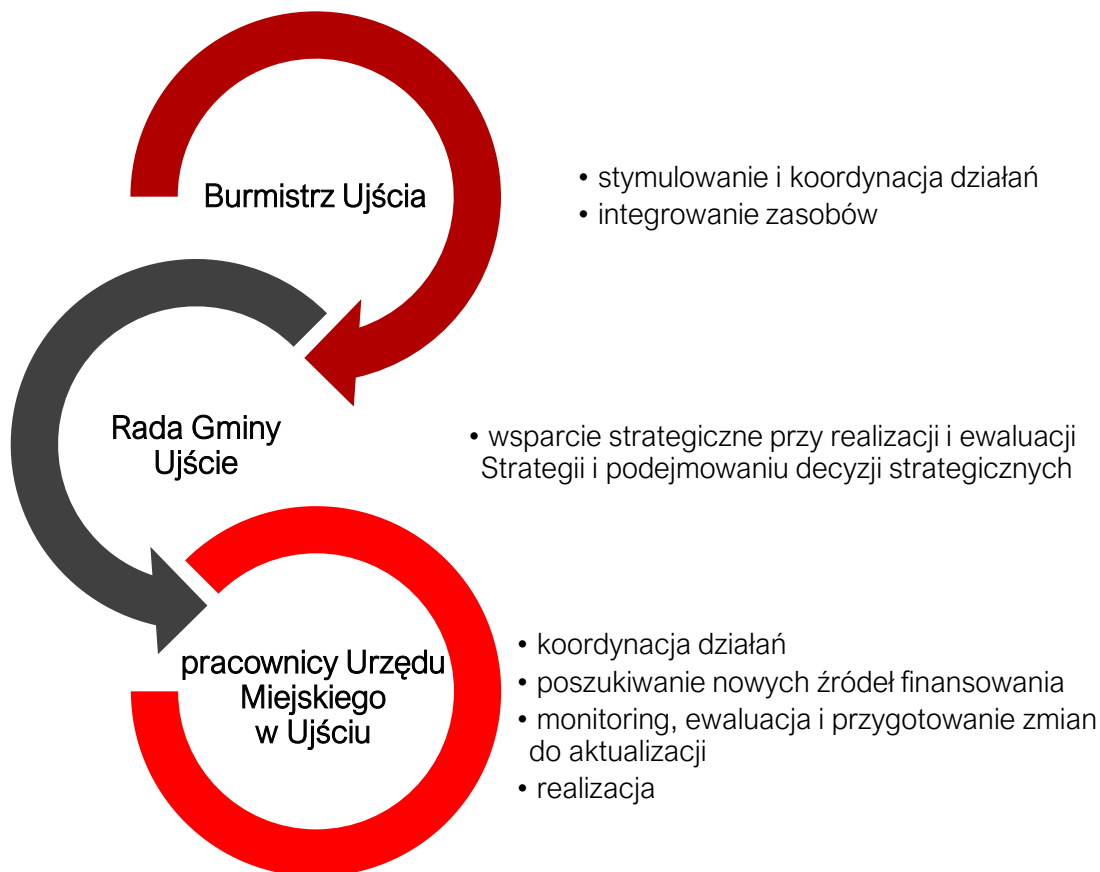 Burmistrz Ujścia
• stymulowanie i koordynacja działań
• integrowanie zasobów
Rada Gminy
Ujście
• wsparcie strategiczne przy realizacji i ewaluacji
Strategii i podejmowaniu decyzji strategicznych
pracownicy Urzędu
Miejskiego
w Ujściu
• koordynacja działań
• poszukiwanie nowych źródeł finansowania
• monitoring, ewaluacja i przygotowanie zmian
do aktualizacji
• realizacja